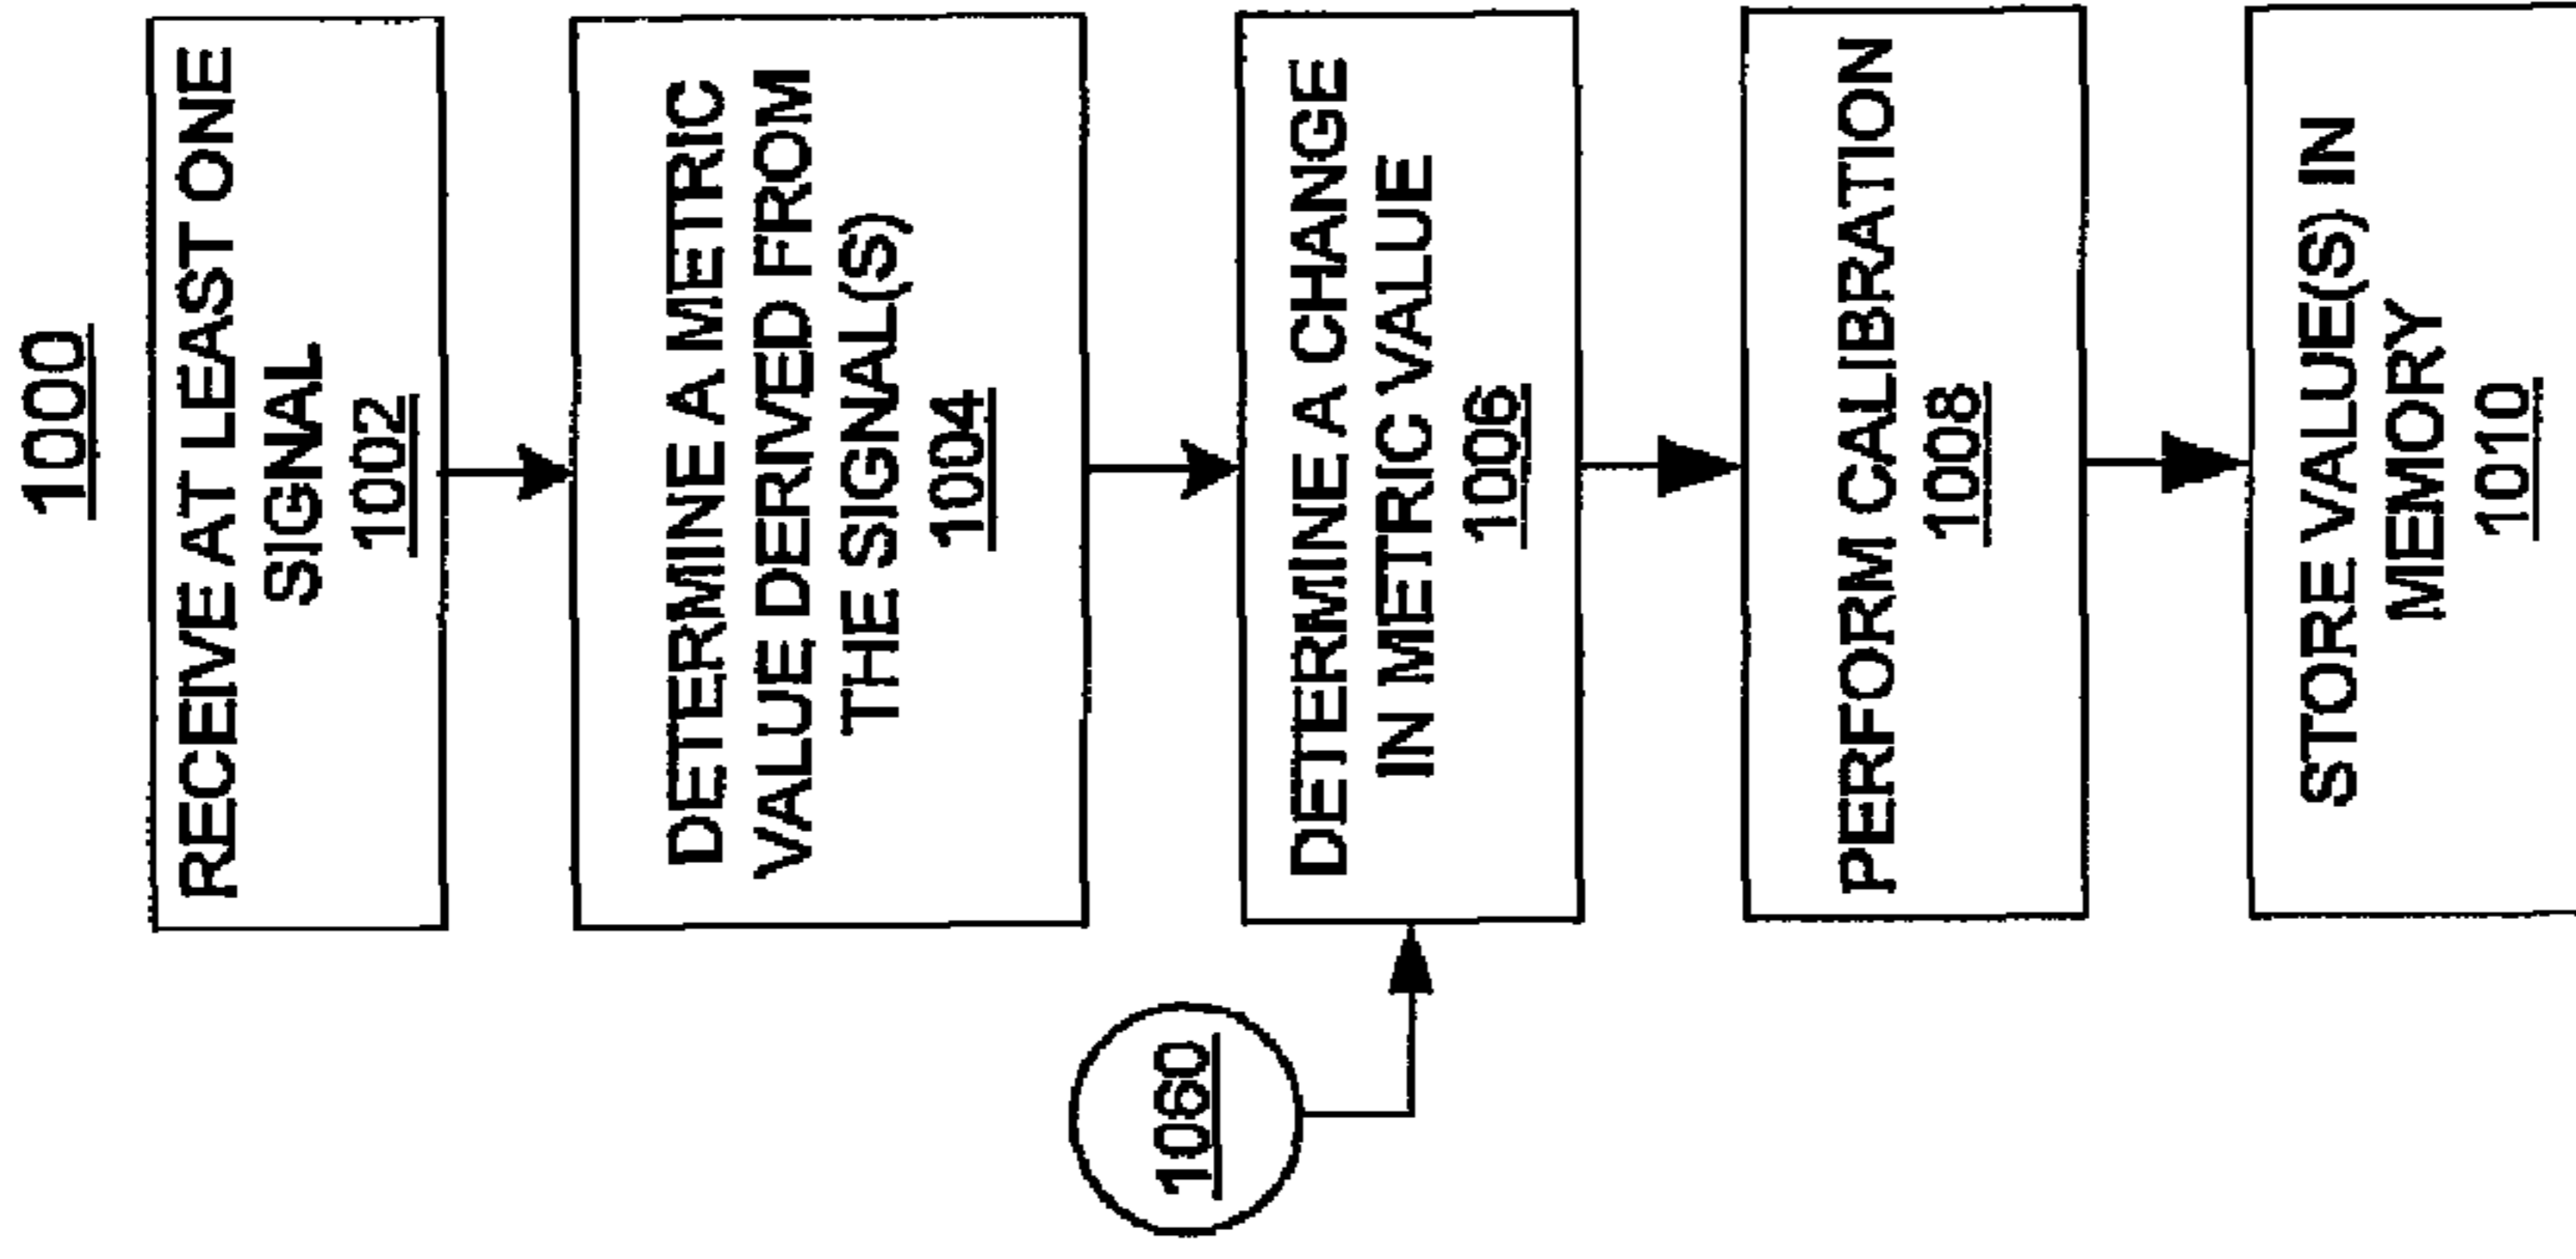 1000
RECEIVE AT LEAST ONE
SIGNAL
1002
DETERMINE A METRIC
VALUE DERIVED FROM
THE SIGNAL(S)
1004
1060
DETERMINE A CHANGE
IN METRIC VALUE
1006
PERFORM CALIBRATION
1008
STORE VALUE(S) IN
MEMORY
1010